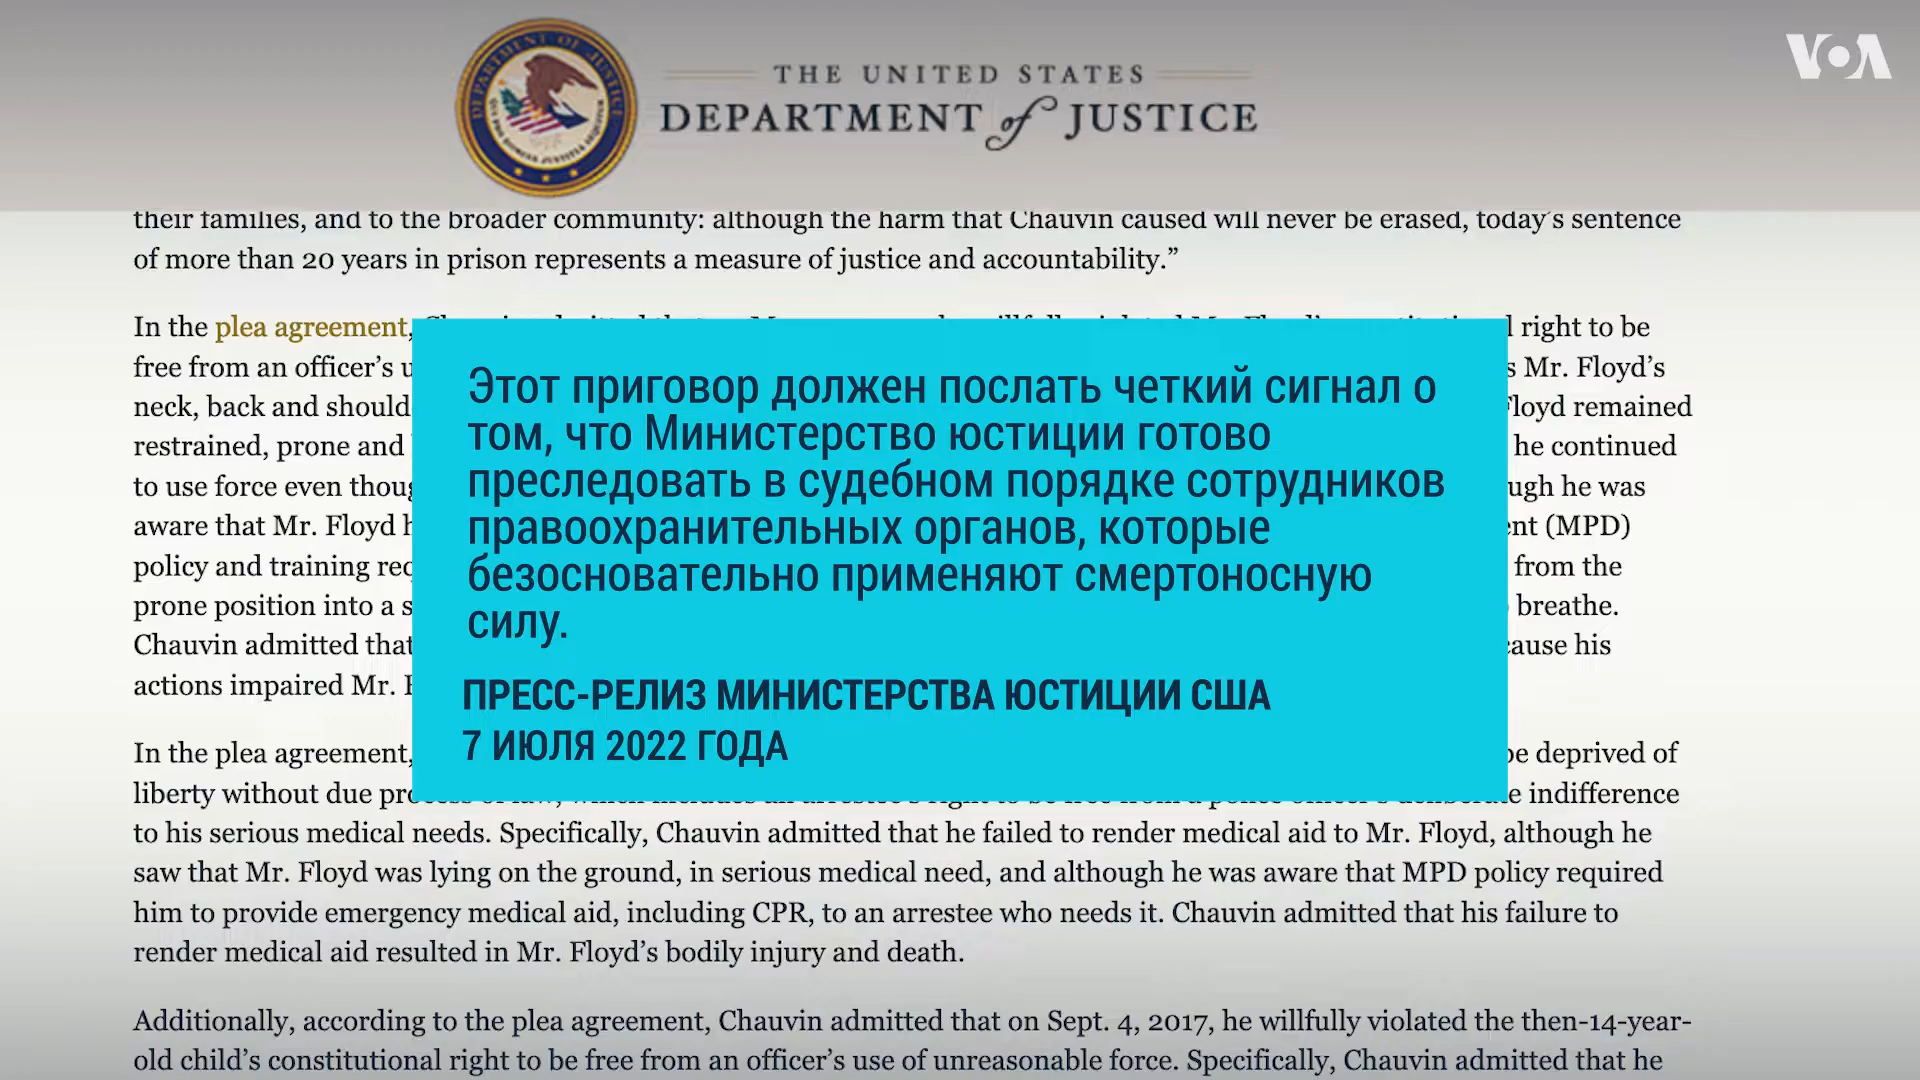 THE UNITED STATES
DEPARTMENT of JUSTICE
VOA
their families, and to the broader community: although the harm that Chauvin caused will never be erased, today's sentence
of more than 20 years in prison represents a measure of justice and accountability.”
In the plea agreement, right to be
free from an officer’s Mr. Floyd’s
neck, back and Floyd remained
restrained, prone and he continued
to use force even he was
aware that Mr. Floyd (MPD)
policy and training from the
prone position into a breathe.
Chauvin admitted that his
actions impaired Mr.
Этот приговор должен послать четкий сигнал о
том, что Министерство юстиции готово
преследовать в судебном порядке сотрудников
правоохранительных органов, которые
безосновательно применяют смертоносную
силу.
ПРЕСС-РЕЛИЗ МИНИСТЕРСТВА ЮСТИЦИИ США
7 ИЮЛЯ 2022 ГОДА
In the plea agreement, be deprived of
liberty without due indifference
to his serious medical needs. Specifically, Chauvin admitted that he failed to render medical aid to Mr. Floyd, although he
saw that Mr. Floyd was lying on the ground, in serious medical need, and although he was aware that MPD policy required
him to provide emergency medical aid, including CPR, to an arrestee who needs it. Chauvin admitted that his failure to
render medical aid resulted in Mr. Floyd’s bodily injury and death.
Additionally, according to the plea agreement, Chauvin admitted that on Sept. 4, 2017, he willfully violated the then-14-year-
old child’s constitutional right to be free from an officer’s use of unreasonable force. Specifically, Chauvin admitted that he